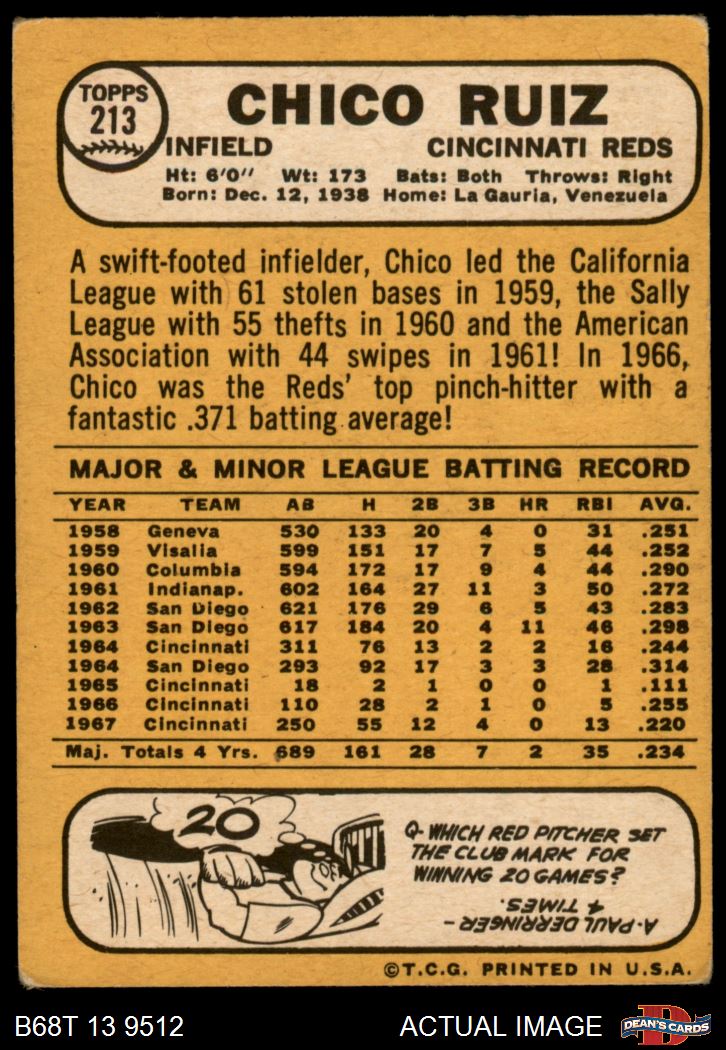 TOPPS
213
CHICO RUIZ
INFIELD CINCINNATI REDS
Ht: 6'0" Wt: 173 Bats: Both Throws: Right
Born: Dec. 12, 1938 Home: La Gauria, Venezuela
A swift-footed infielder, Chico led the California
League with 61 stolen bases in 1959, the Sally
League with 55 thefts in 1960 and the American
Association with 44 swipes in 1961! In 1966,
Chico was the Reds' top pinch-hitter with a
fantastic .371 batting average!
MAJOR & MINOR LEAGUE BATTING RECORD
YEAR TEAM AB H 2B 3B HR RBI AVG.
1958 Geneva 530 133 20 4 0 31 .251
1959 Visalia 599 151 17 7 5 44 .252
1960 Columbia 594 172 17 9 4 44 .290
1961 Indianap. 602 164 27 11 3 50 .272
1962 San Diego 621 176 29 6 5 43 .283
1963 San Diego 617 184 20 4 11 46 .298
1964 Cincinnati 311 76 13 2 2 16 .244
1964 San Diego 293 92 17 3 3 28 .314
1965 Cincinnati 18 2 1 0 0 1 .111
1966 Cincinnati 110 28 2 1 0 5 .255
1967 Cincinnati 250 55 12 4 0 13 .220
Maj. Totals 4 Yrs. 689 161 28 7 2 35 .234
20
Q- WHICH RED PITCHER SET
THE CLUB MARK FOR
WINNING 20 GAMES?
A-PAUL DERRINGER -
4 TIMES.
©T.C.G. PRINTED IN U.S.A.
B68T 13 9512 ACTUAL IMAGE
D
DEAN'S CARDS